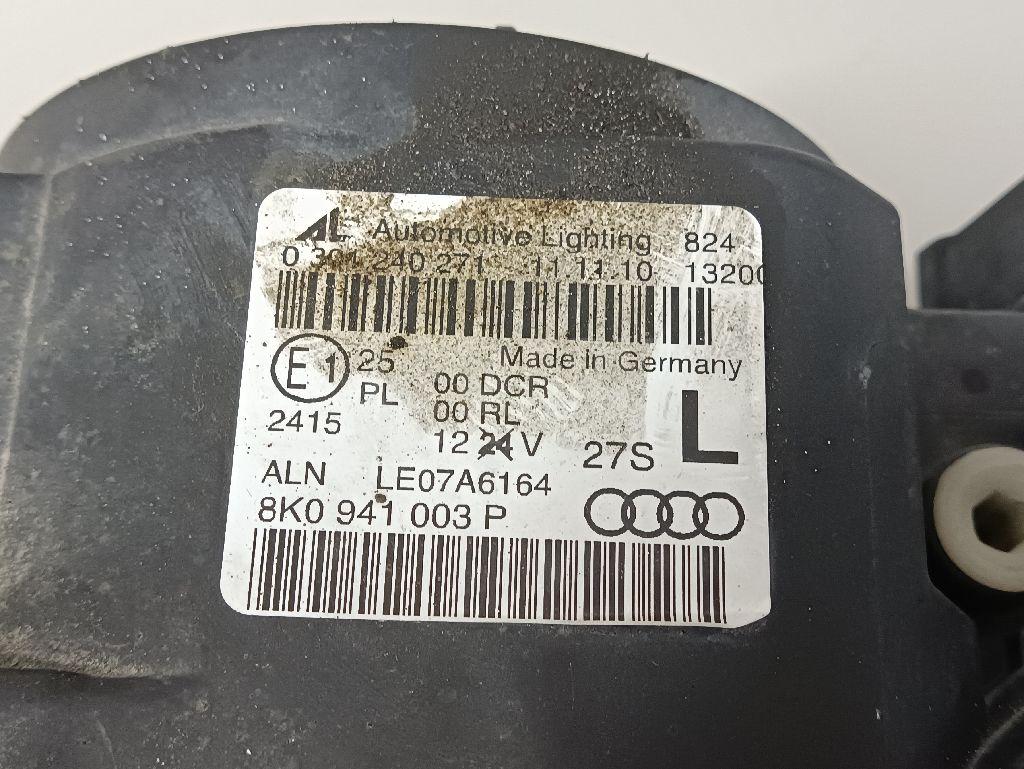 AL Automotive Lighting 824
0 301 240 271 11.11.10 13200
Made In Germany
E1 25
PL 00 DCR
00 RL
2415
12 24 V 27S L
ALN LE07A6164
8K0 941 003 P